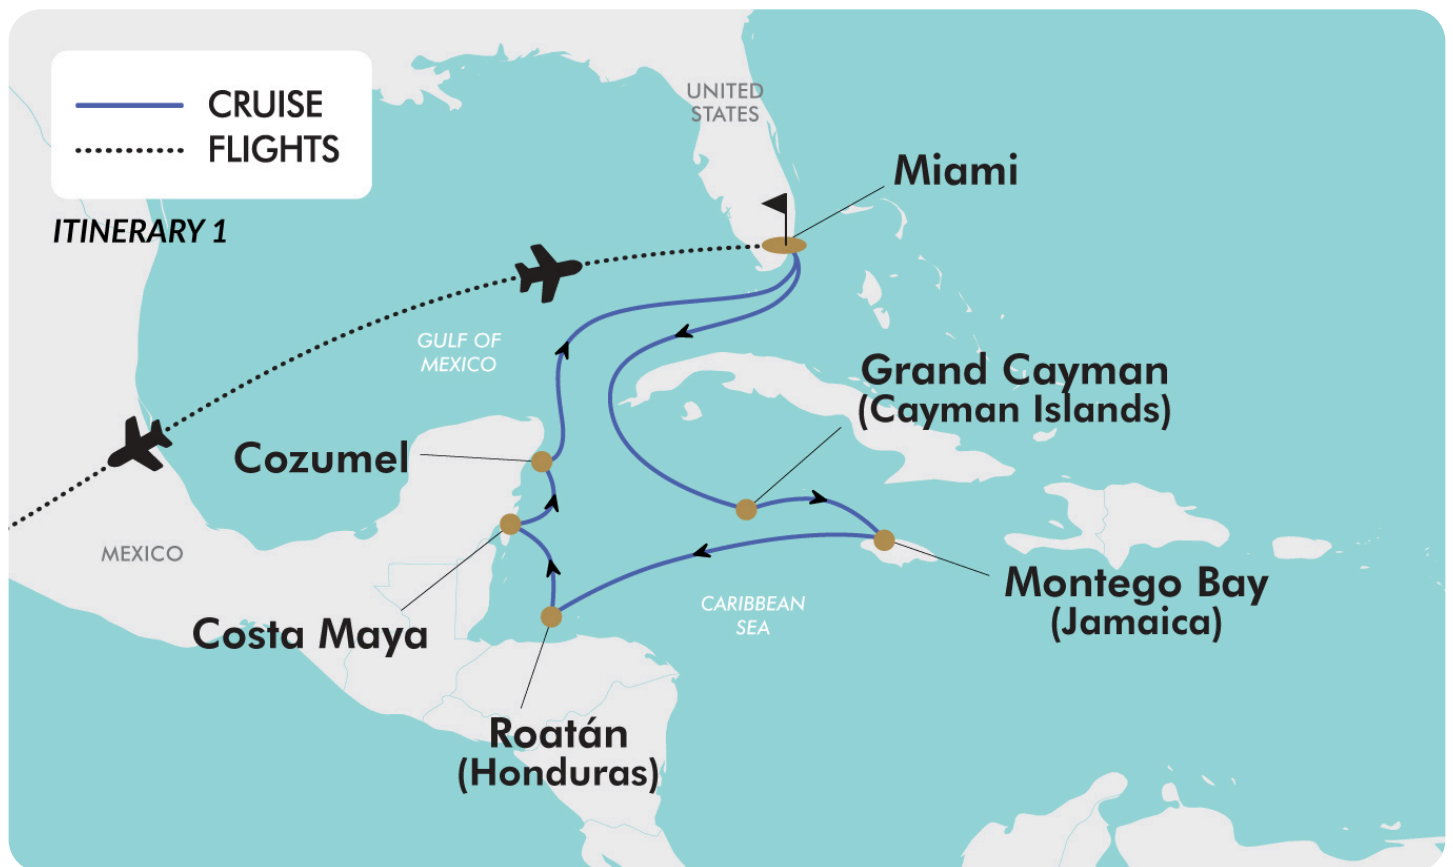 CRUISE
FLIGHTS
ITINERARY 1
UNITED
STATES
Miami
GULF OF
MEXICO
Grand Cayman
(Cayman Islands)
Cozumel
MEXICO
Montego Bay
(Jamaica)
CARIBBEAN
SEA
Costa Maya
Roatán
(Honduras)